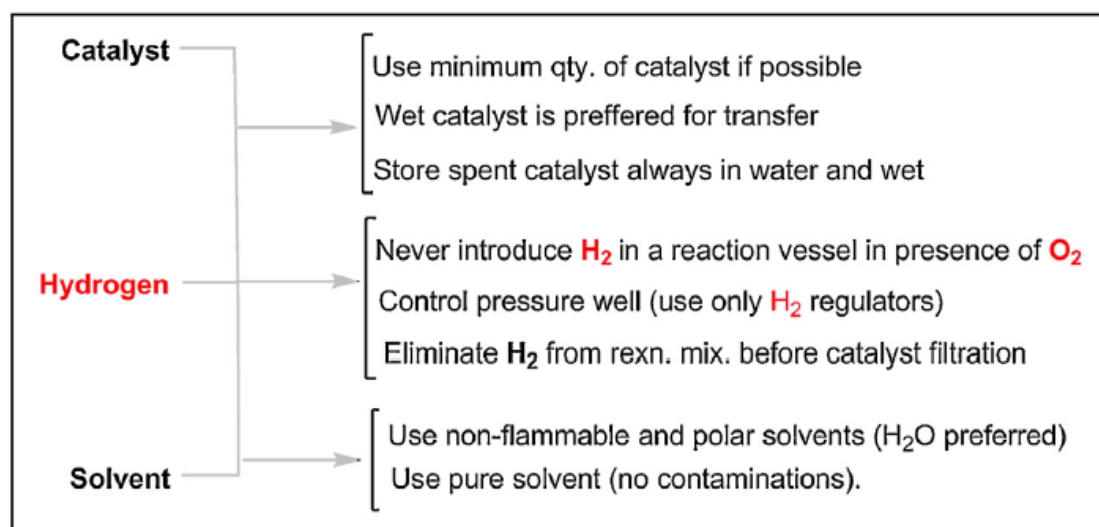 Catalyst
Use minimum qty. of catalyst if possible
Wet catalyst is preffered for transfer
Store spent catalyst always in water and wet
Hydrogen
Never introduce H₂ in a reaction vessel in presence of O₂
Control pressure well (use only H₂ regulators)
Eliminate H₂ from rexn. mix. before catalyst filtration
Solvent
Use non-flammable and polar solvents (H₂O preferred)
Use pure solvent (no contaminations).